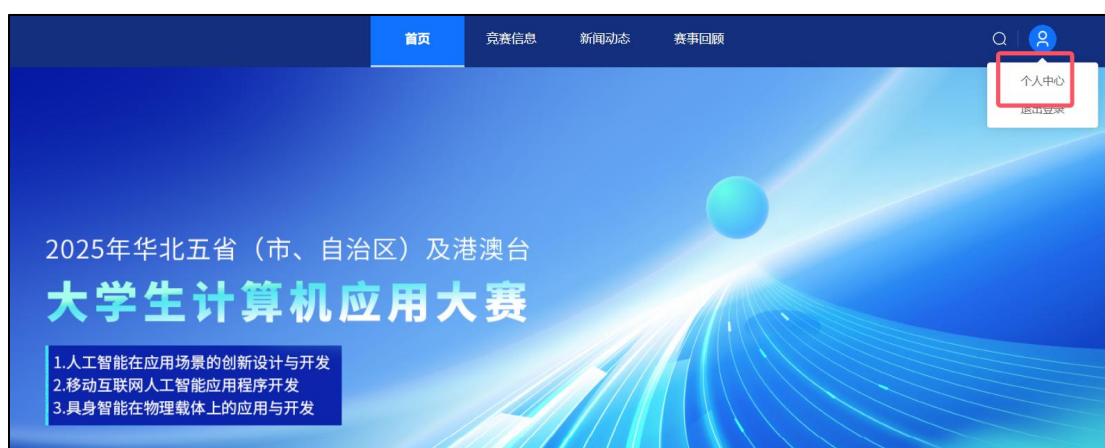 首页 竞赛信息 新闻动态 赛事回顾
个人中心
退出登录
2025年华北五省（市、自治区）及港澳台
大学生计算机应用大赛
1.人工智能在应用场景的创新设计与开发
2.移动互联网人工智能应用程序开发
3.具身智能在物理载体上的应用与开发